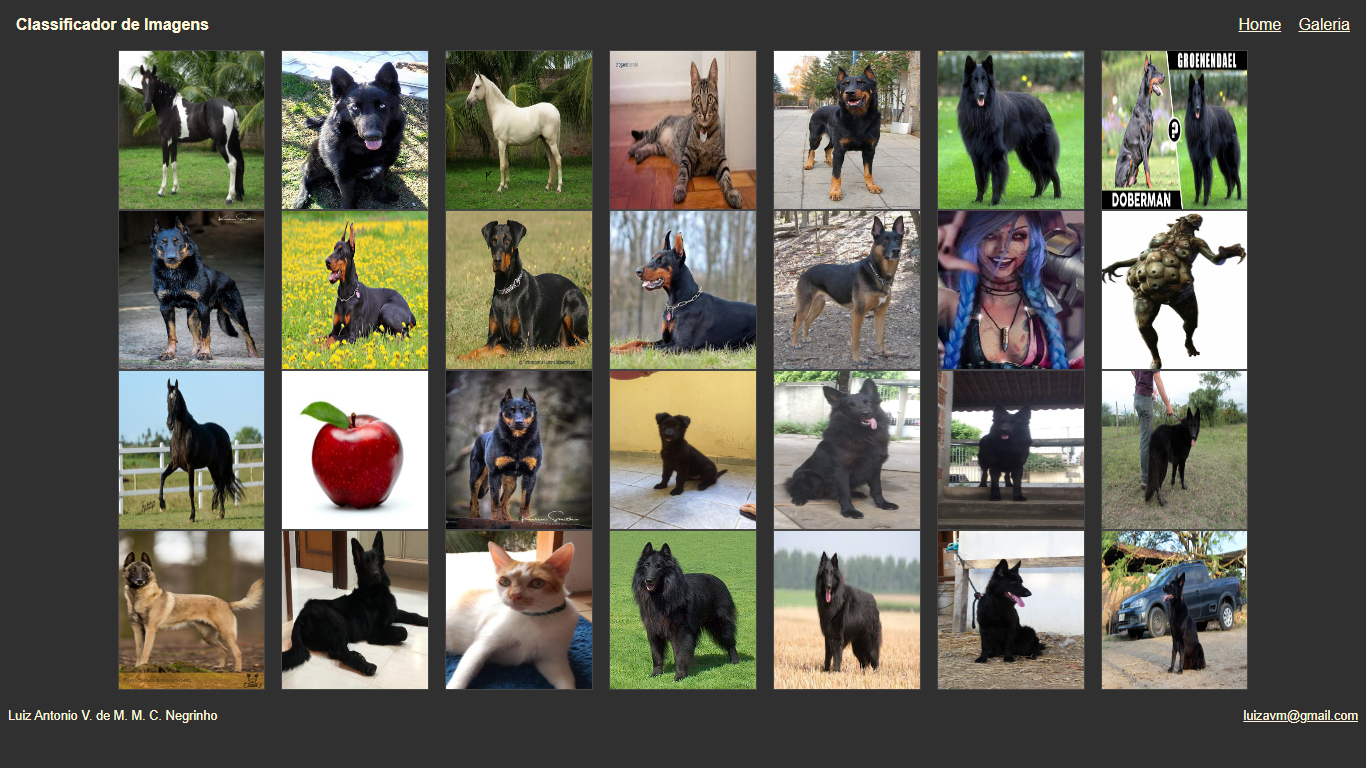 Classificador de Imagens
Home Galeria
GROENENDAEL
DOBERMAN
Luiz Antonio V. de M. M. C. Negrinho
luizavm@gmail.com